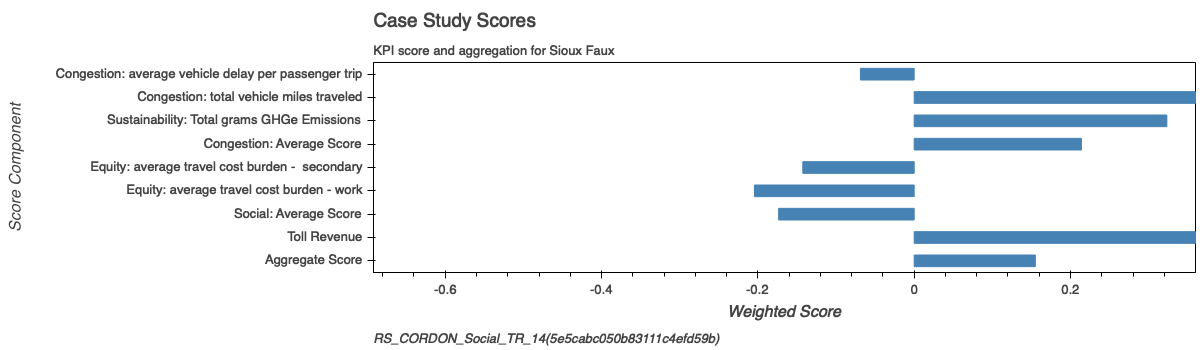 Case Study Scores
KPI score and aggregation for Sioux Faux
Score Component
Congestion: average vehicle delay per passenger trip
Congestion: total vehicle miles traveled
Sustainability: Total grams GHGe Emissions
Congestion: Average Score
Equity: average travel cost burden -  secondary
Equity: average travel cost burden - work
Social: Average Score
Toll Revenue
Aggregate Score
-0.6 -0.4 -0.2 0 0.2
Weighted Score
RS_CORDON_Social_TR_14(5e5cabc050b83111c4efd59b)